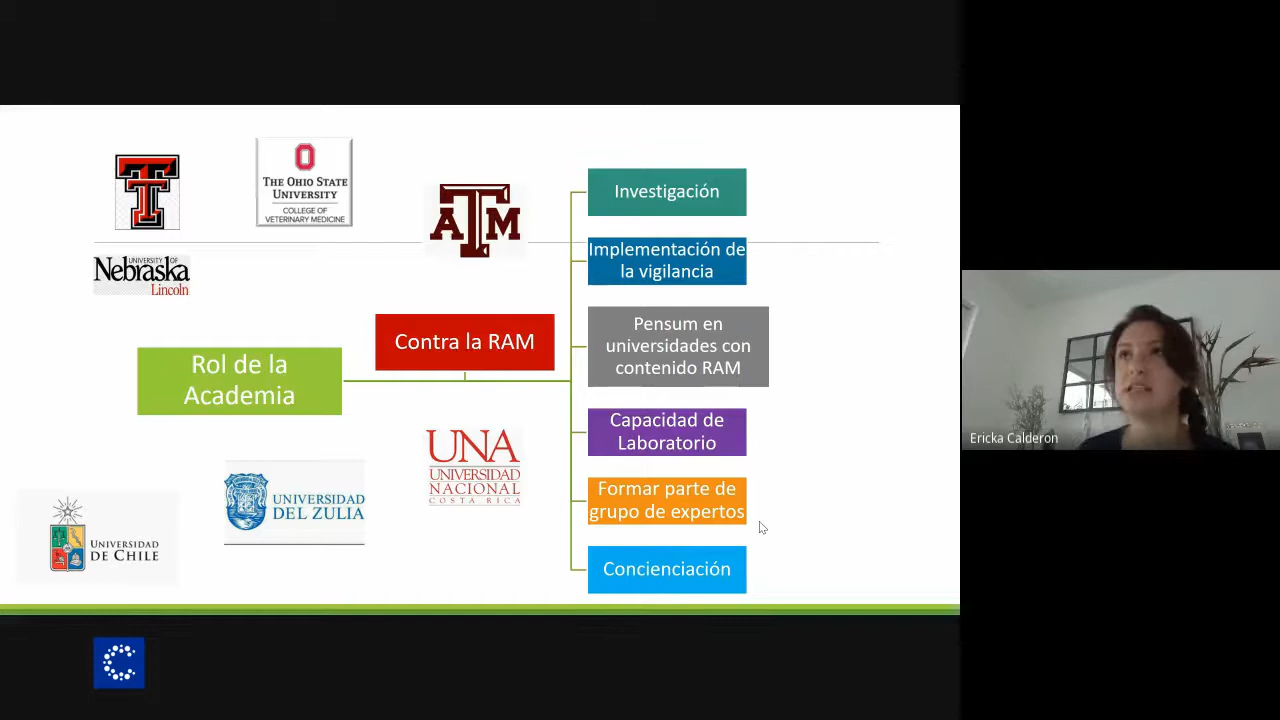 T
O
THE OHIO STATE
UNIVERSITY
COLLEGE OF
VETERINARY MEDICINE
ATM
UNIVERSITY OF
Nebraska
Lincoln
Rol de la
Academia
Contra la RAM
Investigación
Implementación de
la vigilancia
Pensum en
universidades con
contenido RAM
Capacidad de
Laboratorio
Formar parte de
grupo de expertos
Concienciación
UNA
UNIVERSIDAD
NACIONAL
COSTA RICA
UNIVERSIDAD
DEL ZULIA
UNIVERSIDAD
DE CHILE
Ericka Calderon